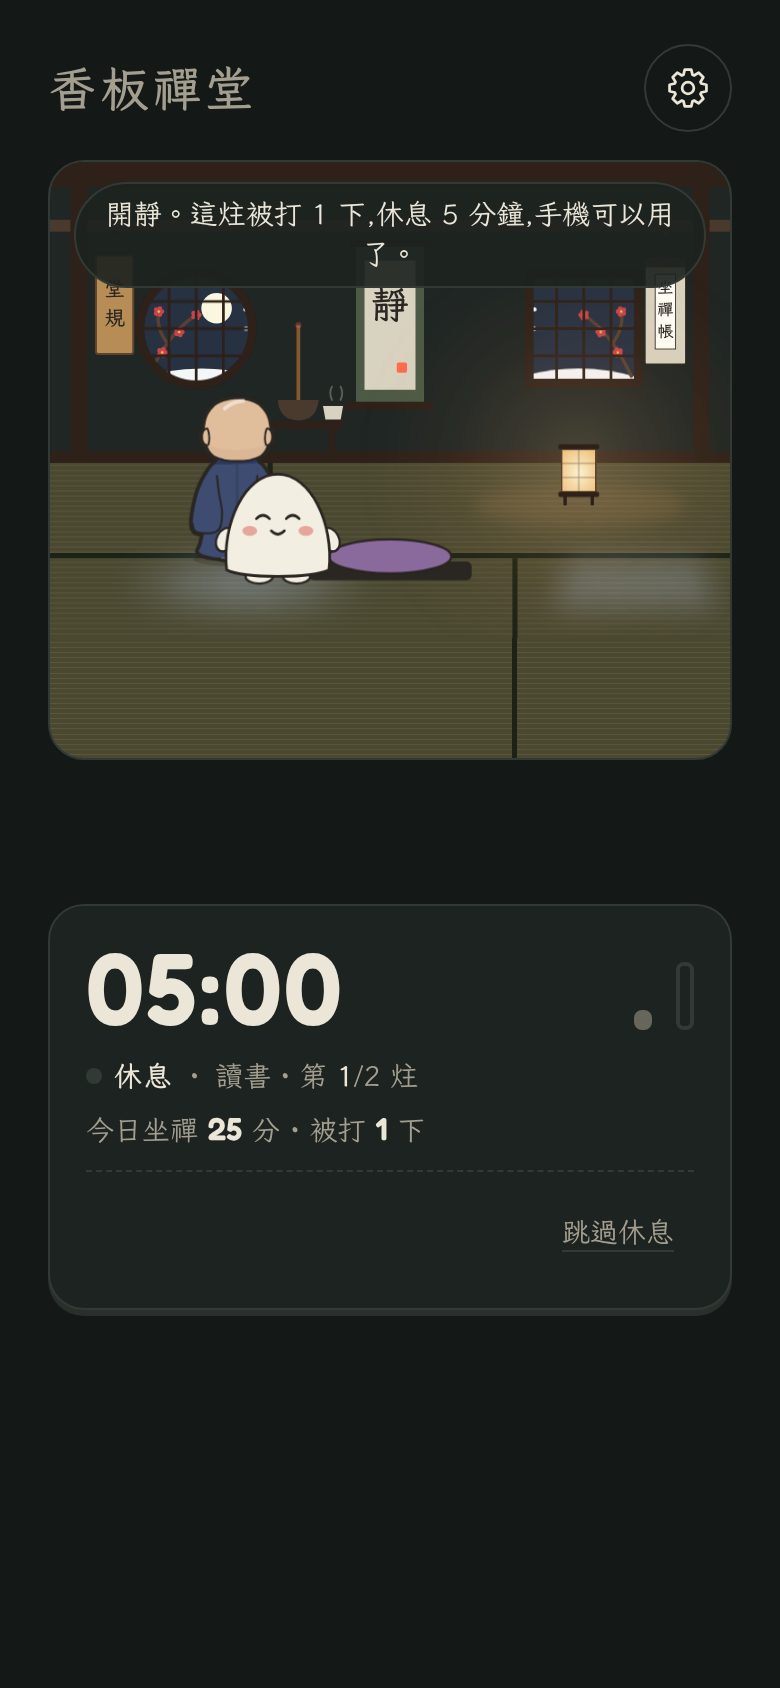 香板禪堂
開靜。這炷被打 1 下,休息 5 分鐘,手機可以用
了。
堂規
靜
坐禪帳
05:00
休息 · 讀書 · 第 1/2 炷
今日坐禪 25 分 · 被打 1 下
跳過休息